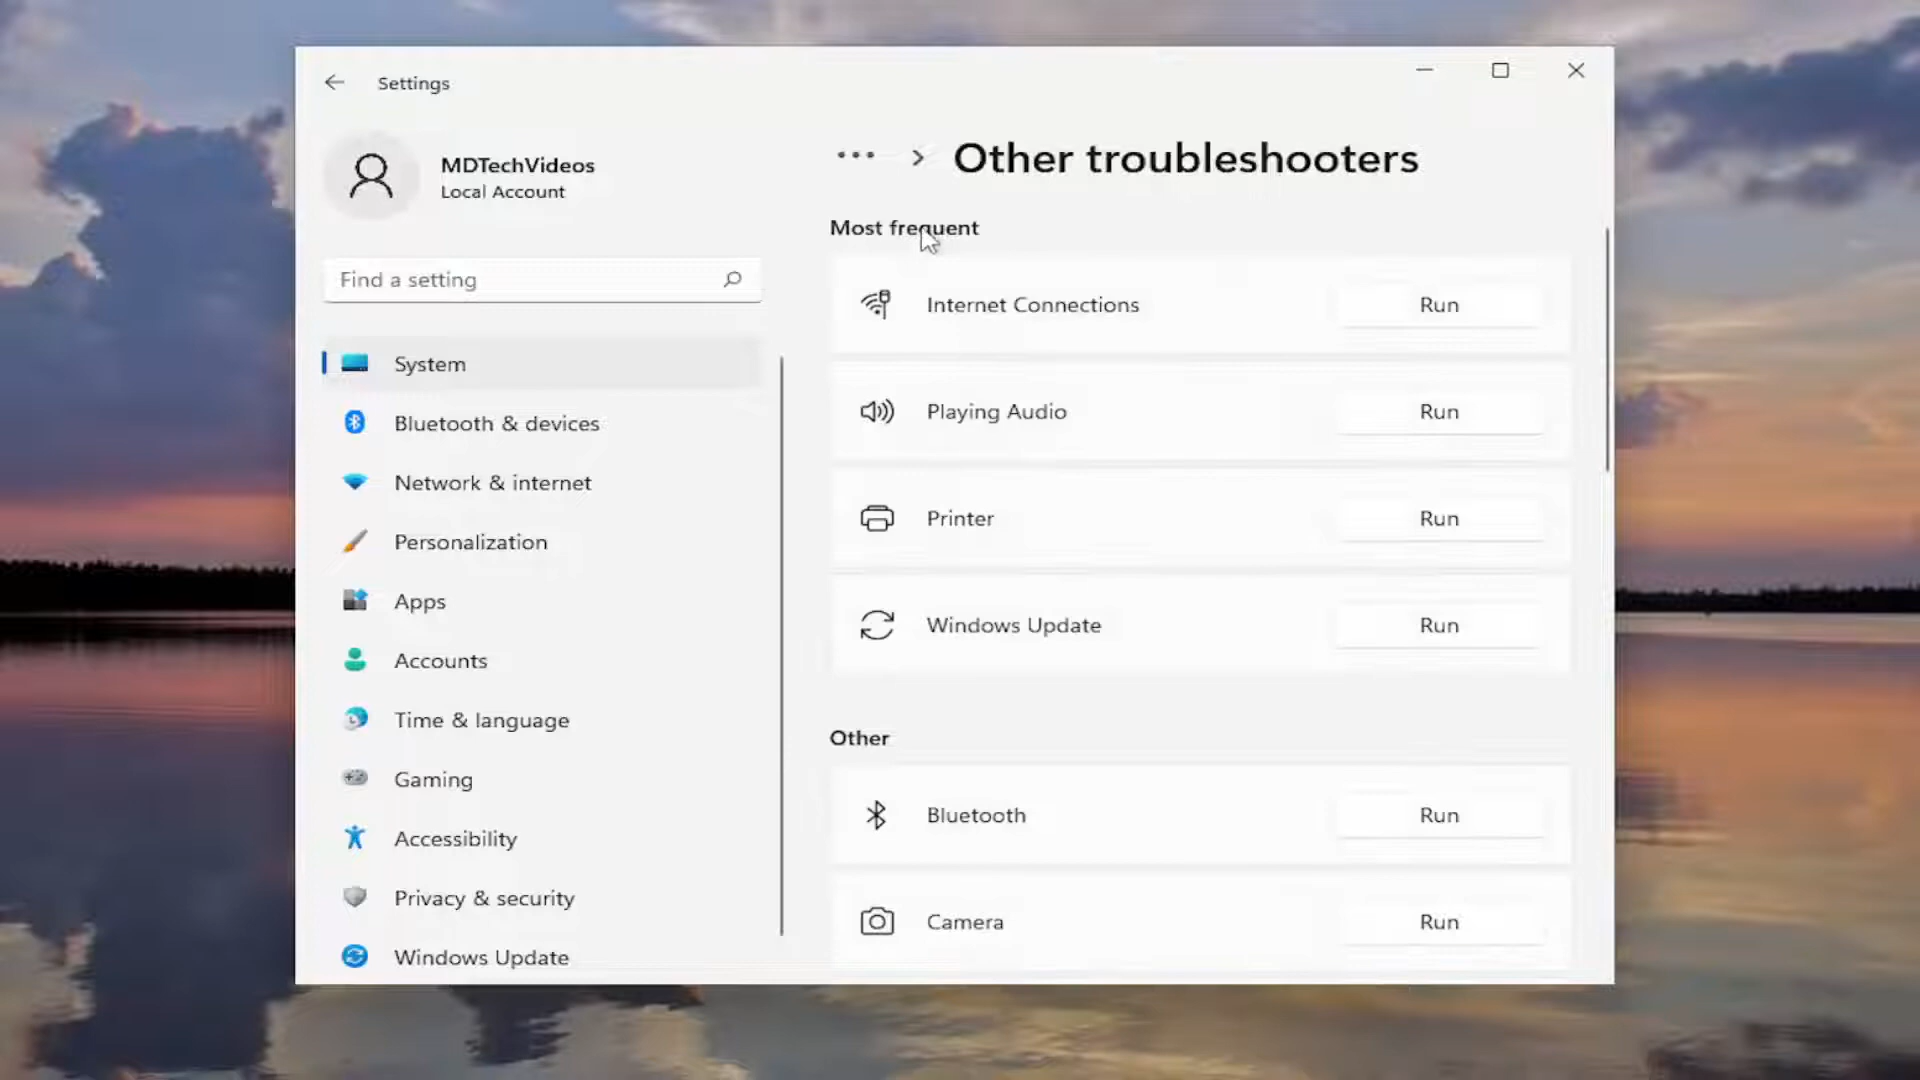 Settings
MDTechVideos
Local Account
Find a setting
System
Bluetooth & devices
Network & internet
Personalization
Apps
Accounts
Time & language
Gaming
Accessibility
Privacy & security
Windows Update
Other troubleshooters
Most frequent
Internet Connections Run
Playing Audio Run
Printer Run
Windows Update Run
Other
Bluetooth Run
Camera Run